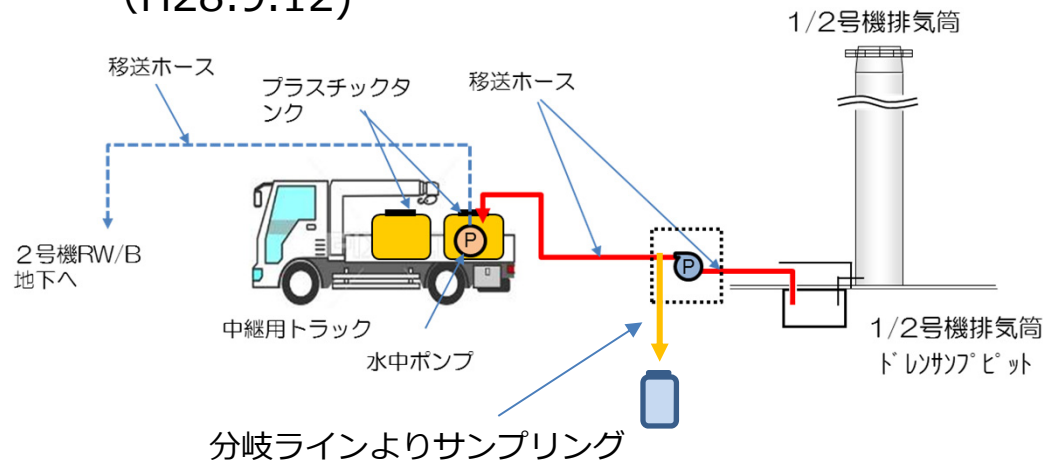 (H28.9.12)
1/2号機排気筒
移送ホース
プラスチックタ
ンク
移送ホース
P
P
2号機RW/B
地下へ
中継用トラック
水中ポンプ
1/2号機排気筒
ﾄﾞﾚﾝｻﾝﾌﾟﾋﾟｯﾄ
分岐ラインよりサンプリング